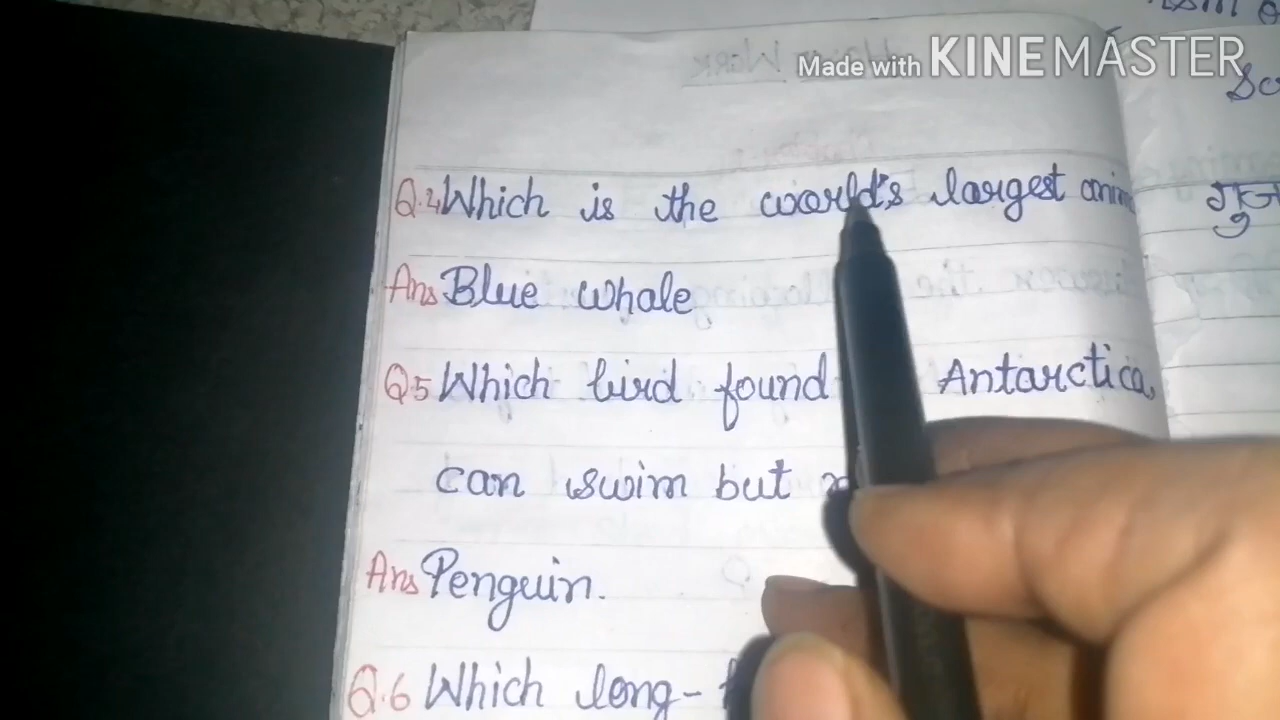 Made with KINEMASTER
Q.4 Which is the world's largest
Ans Blue whale
Q5 Which bird found Antarctica,
can swim but
Ans Penguin.
Q.6 Which long-